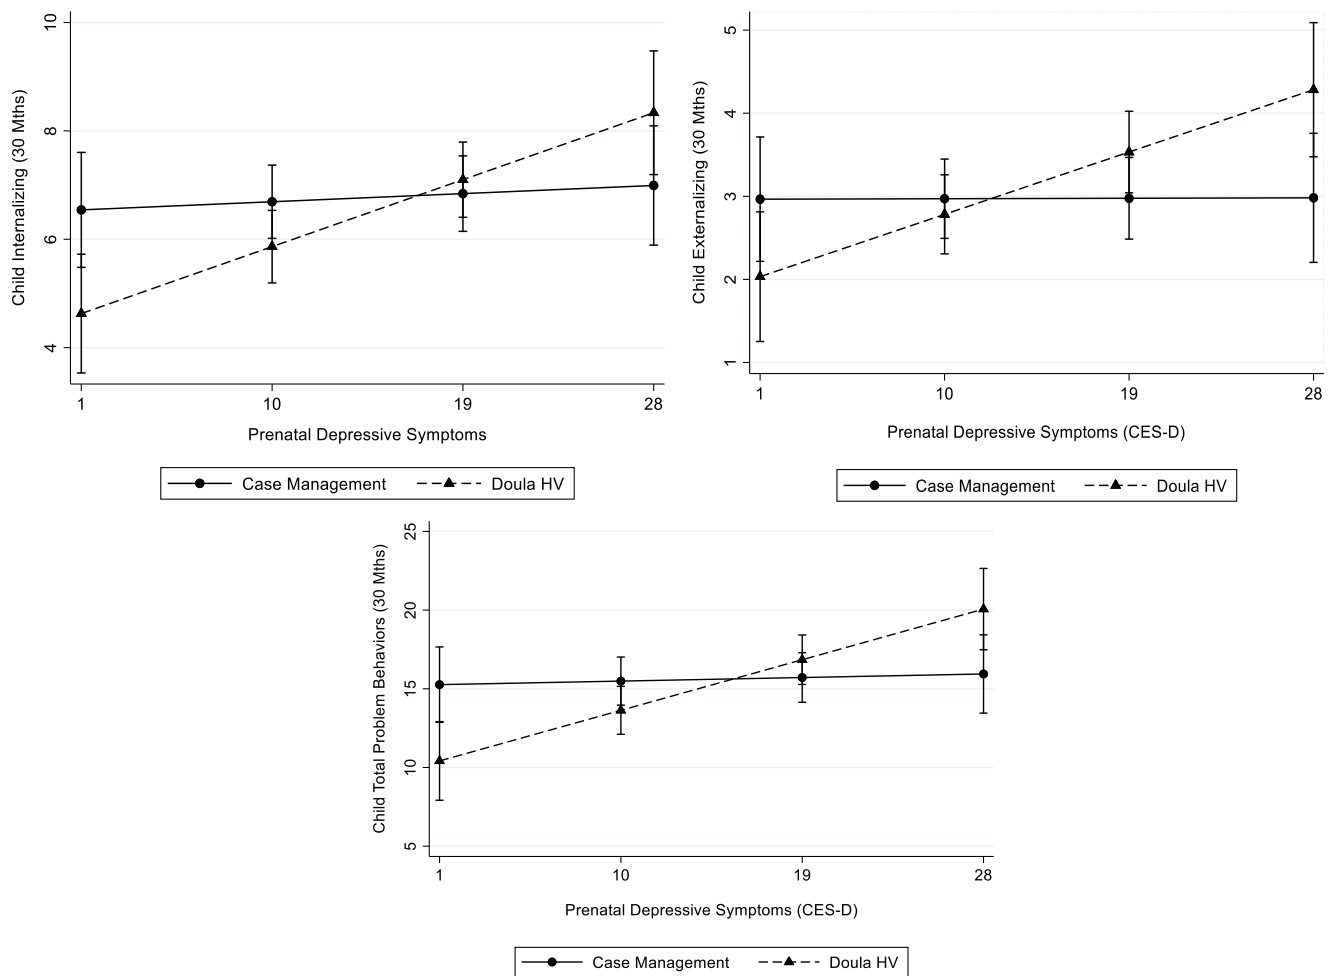 Child Internalizing (30 Mths)
10
8
6
4
1 10 19 28
Prenatal Depressive Symptoms
Case Management Doula HV
Child Externalizing (30 Mths)
5
4
3
2
1
1 10 19 28
Prenatal Depressive Symptoms (CES-D)
Case Management Doula HV
Child Total Problem Behaviors (30 Mths)
25
20
15
10
5
1 10 19 28
Prenatal Depressive Symptoms (CES-D)
Case Management Doula HV